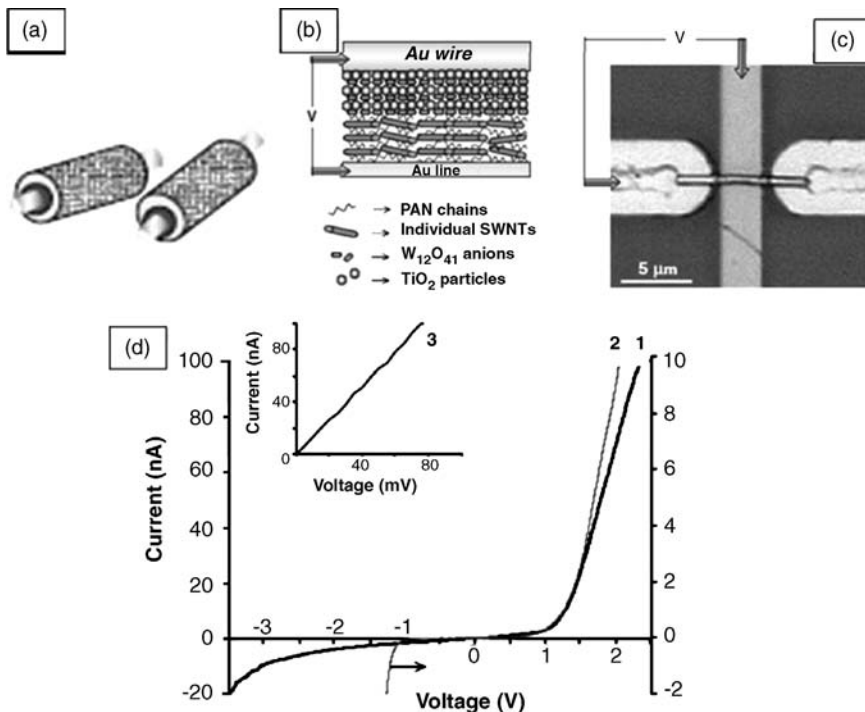 (a)
(b)
Au wire
V
Au line
PAN chains
Individual SWNTs
W12O41 anions
TiO2 particles
V
(c)
5 μm
(d)
Current (nA)
100
80
60
40
20
0
-20
-3
-2
-1
0
1
2
Voltage (V)
10
8
6
4
2
0
-2
2
1
Current (nA)
80
40
0
40
80
Voltage (mV)
3